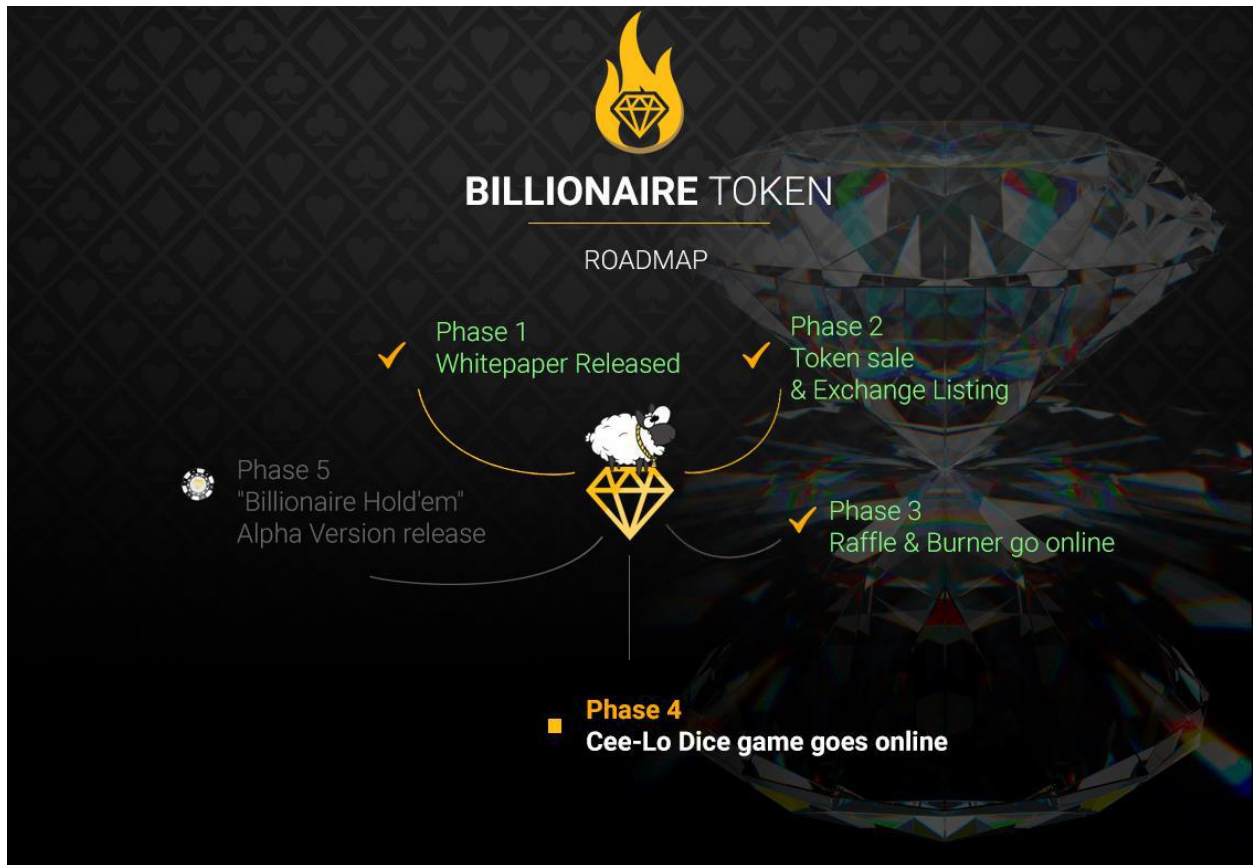 BILLIONAIRE TOKEN
ROADMAP
Phase 1
Whitepaper Released
Phase 2
Token sale
& Exchange Listing
Phase 5
"Billionaire Hold'em"
Alpha Version release
Phase 3
Raffle & Burner go online
Phase 4
Cee-Lo Dice game goes online